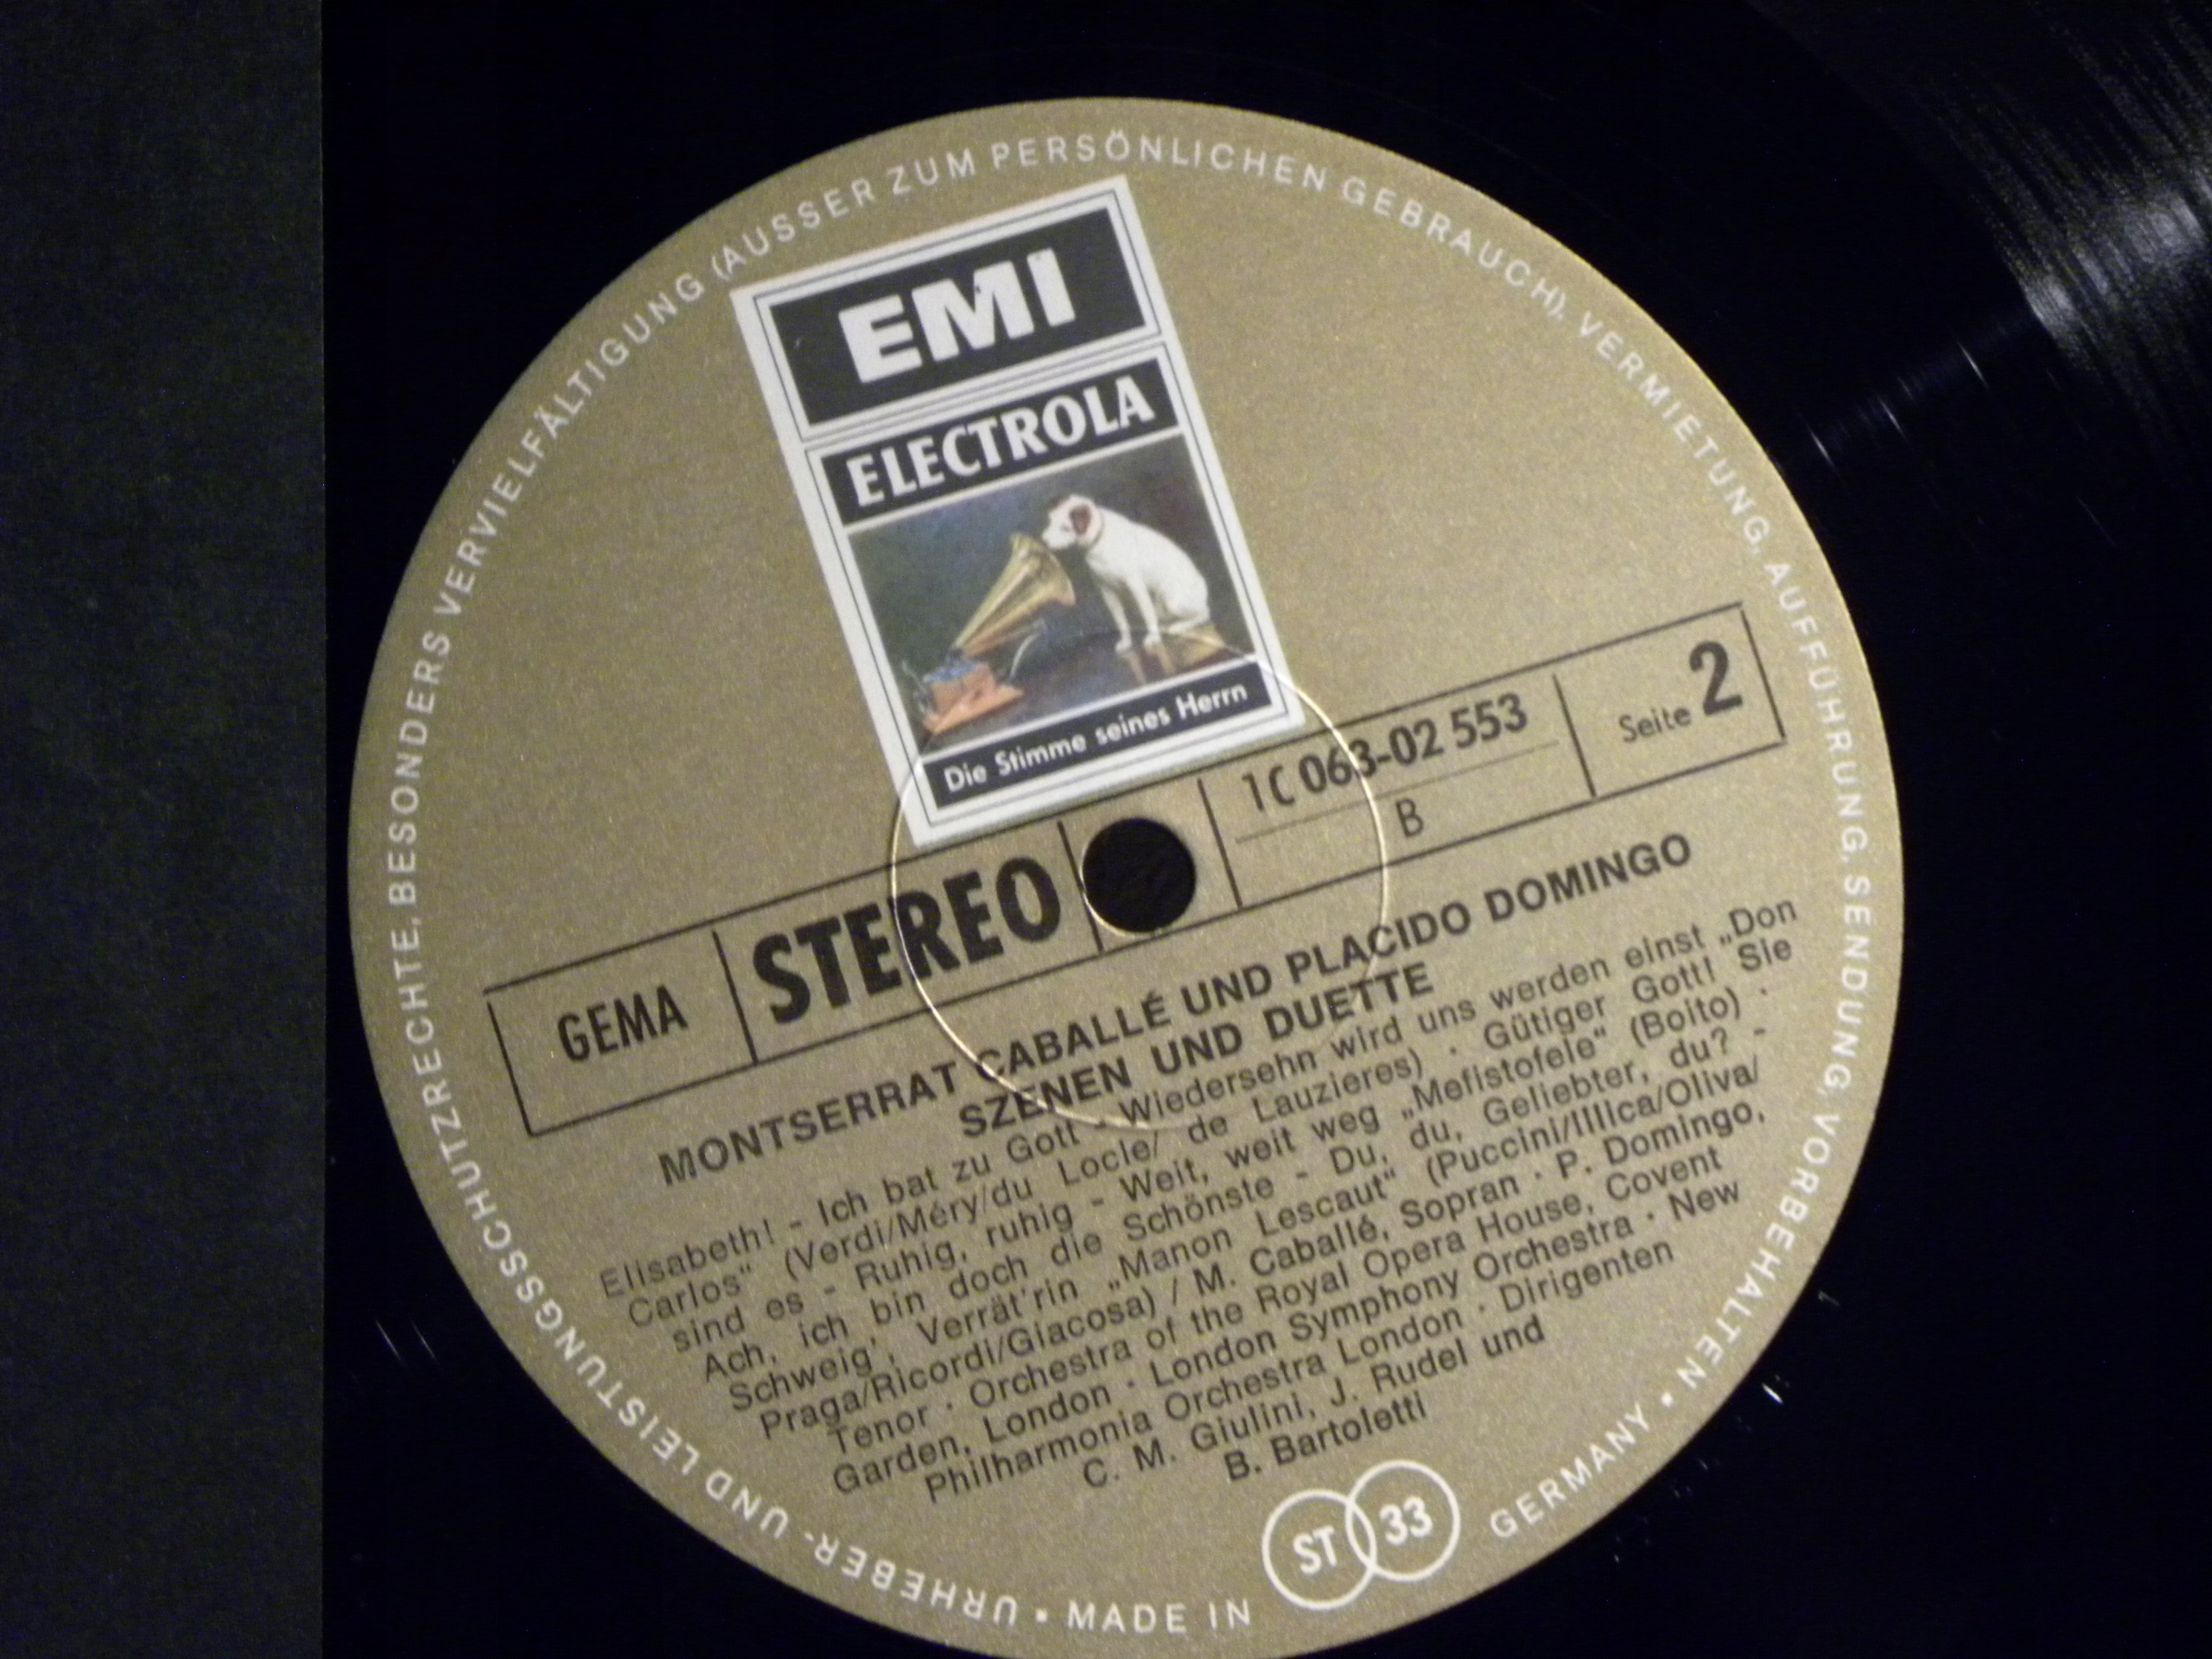 URHEBER- UND LEISTUNGSSCHUTZRECHTE, BESONDERS VERVIELFÄLTIGUNG (AUSSER ZUM PERSÖNLICHEN GEBRAUCH), VERMIETUNG, AUFFÜHRUNG, SENDUNG, VORBEHALTEN ▪
EMI
ELECTROLA
Die Stimme seines Herrn
GEMA
STEREO
1C 063-02 553
B
Seite 2
MONTSERRAT CABALLÉ UND PLACIDO DOMINGO
SZENEN UND DUETTE
Elisabeth! - Ich bat zu Gott - Wiedersehn wird uns werden einst „Don
Carlos“ (Verdi/Méry/du Locle/ de Lauzieres) · Gütiger Gott! Sie
sind es - Ruhig, ruhig - Weit, weit weg „Mefistofele“ (Boito) ·
Ach, ich bin doch die Schönste - Du, du, Geliebter, du? -
Schweig', Verrät'rin „Manon Lescaut“ (Puccini/Illica/Oliva/
Praga/Ricordi/Giacosa) / M. Caballé, Sopran · P. Domingo,
Tenor · Orchestra of the Royal Opera House, Covent
Garden, London · London Symphony Orchestra · New
Philharmonia Orchestra London · Dirigenten
C. M. Giulini, J. Rudel und
B. Bartoletti
ST 33
▪ MADE IN GERMANY ▪